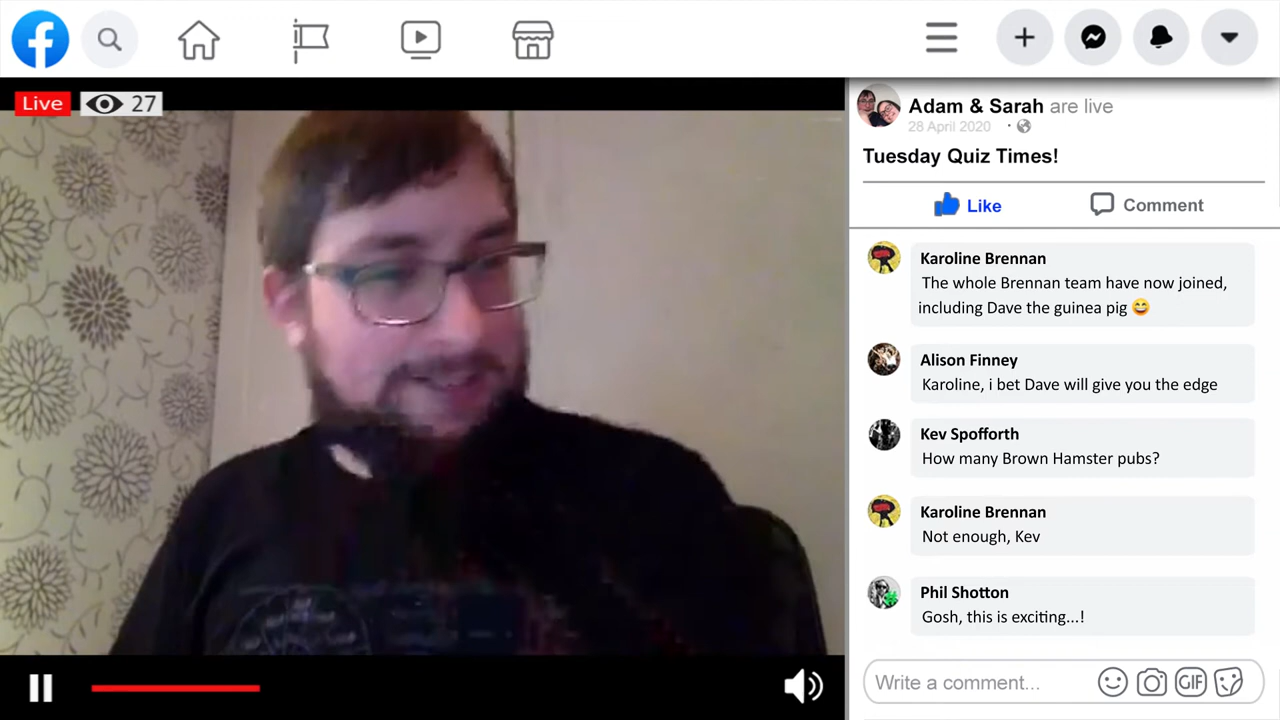 Live 27
Adam & Sarah are live
28 April 2020 ·
Tuesday Quiz Times!
Like Comment
Karoline Brennan
The whole Brennan team have now joined,
including Dave the guinea pig 😄
Alison Finney
Karoline, i bet Dave will give you the edge
Kev Spofforth
How many Brown Hamster pubs?
Karoline Brennan
Not enough, Kev
Phil Shotton
Gosh, this is exciting...!
Write a comment...
GIF